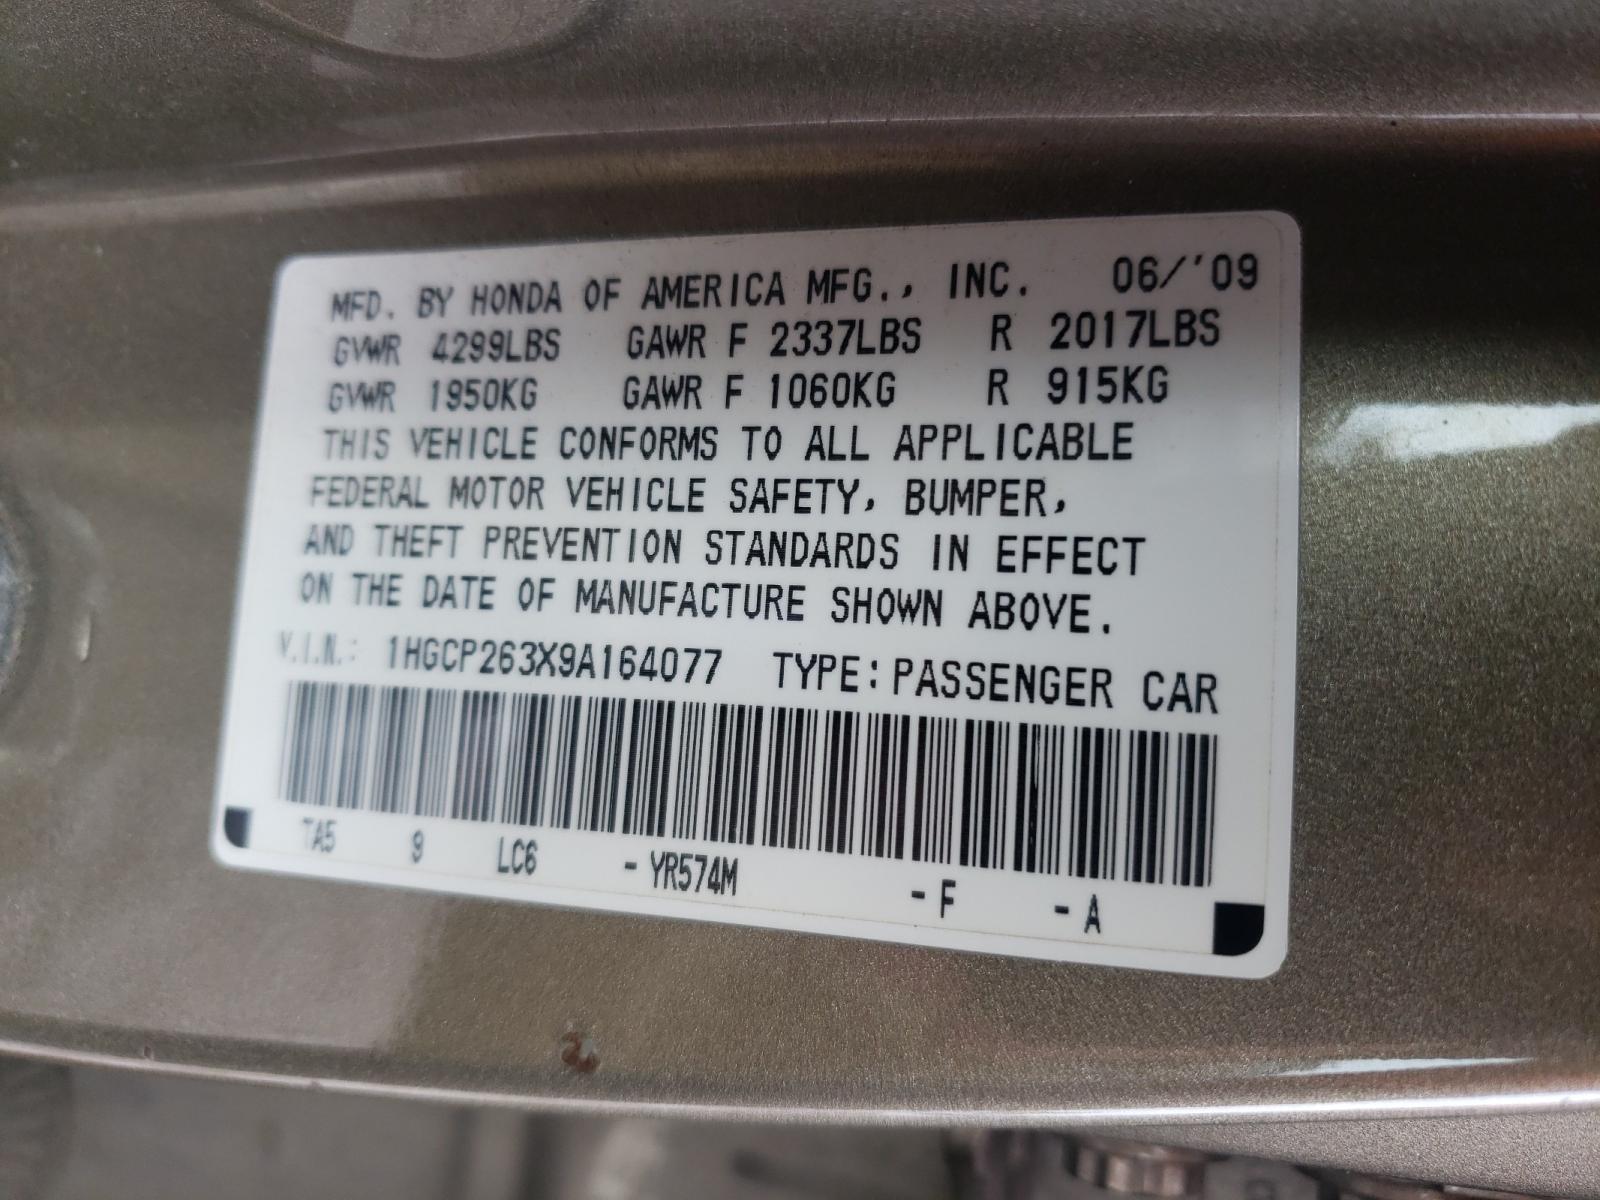 MFD. BY HONDA OF AMERICA MFG., INC. 06/'09
GVWR 4299LBS GAWR F 2337LBS R 2017LBS
GVWR 1950KG GAWR F 1060KG R 915KG
THIS VEHICLE CONFORMS TO ALL APPLICABLE
FEDERAL MOTOR VEHICLE SAFETY, BUMPER,
AND THEFT PREVENTION STANDARDS IN EFFECT
ON THE DATE OF MANUFACTURE SHOWN ABOVE.
V.I.N.: 1HGCP263X9A164077 TYPE: PASSENGER CAR
TA5 9 LC6 -YR574M -F -A